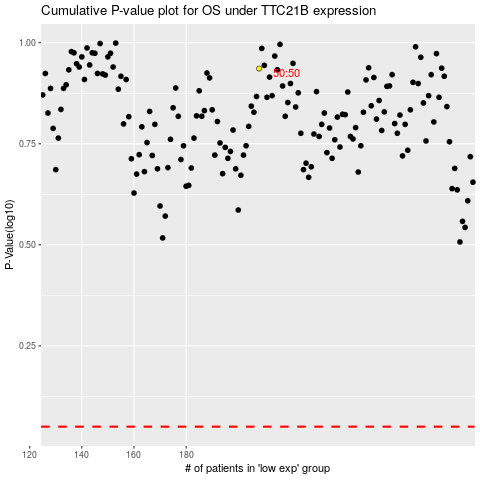 Cumulative P-value plot for OS under TTC21B expression
P-Value(log10)
1.00
0.75
0.50
0.25
50:50
120 140 160 180
# of patients in 'low exp' group